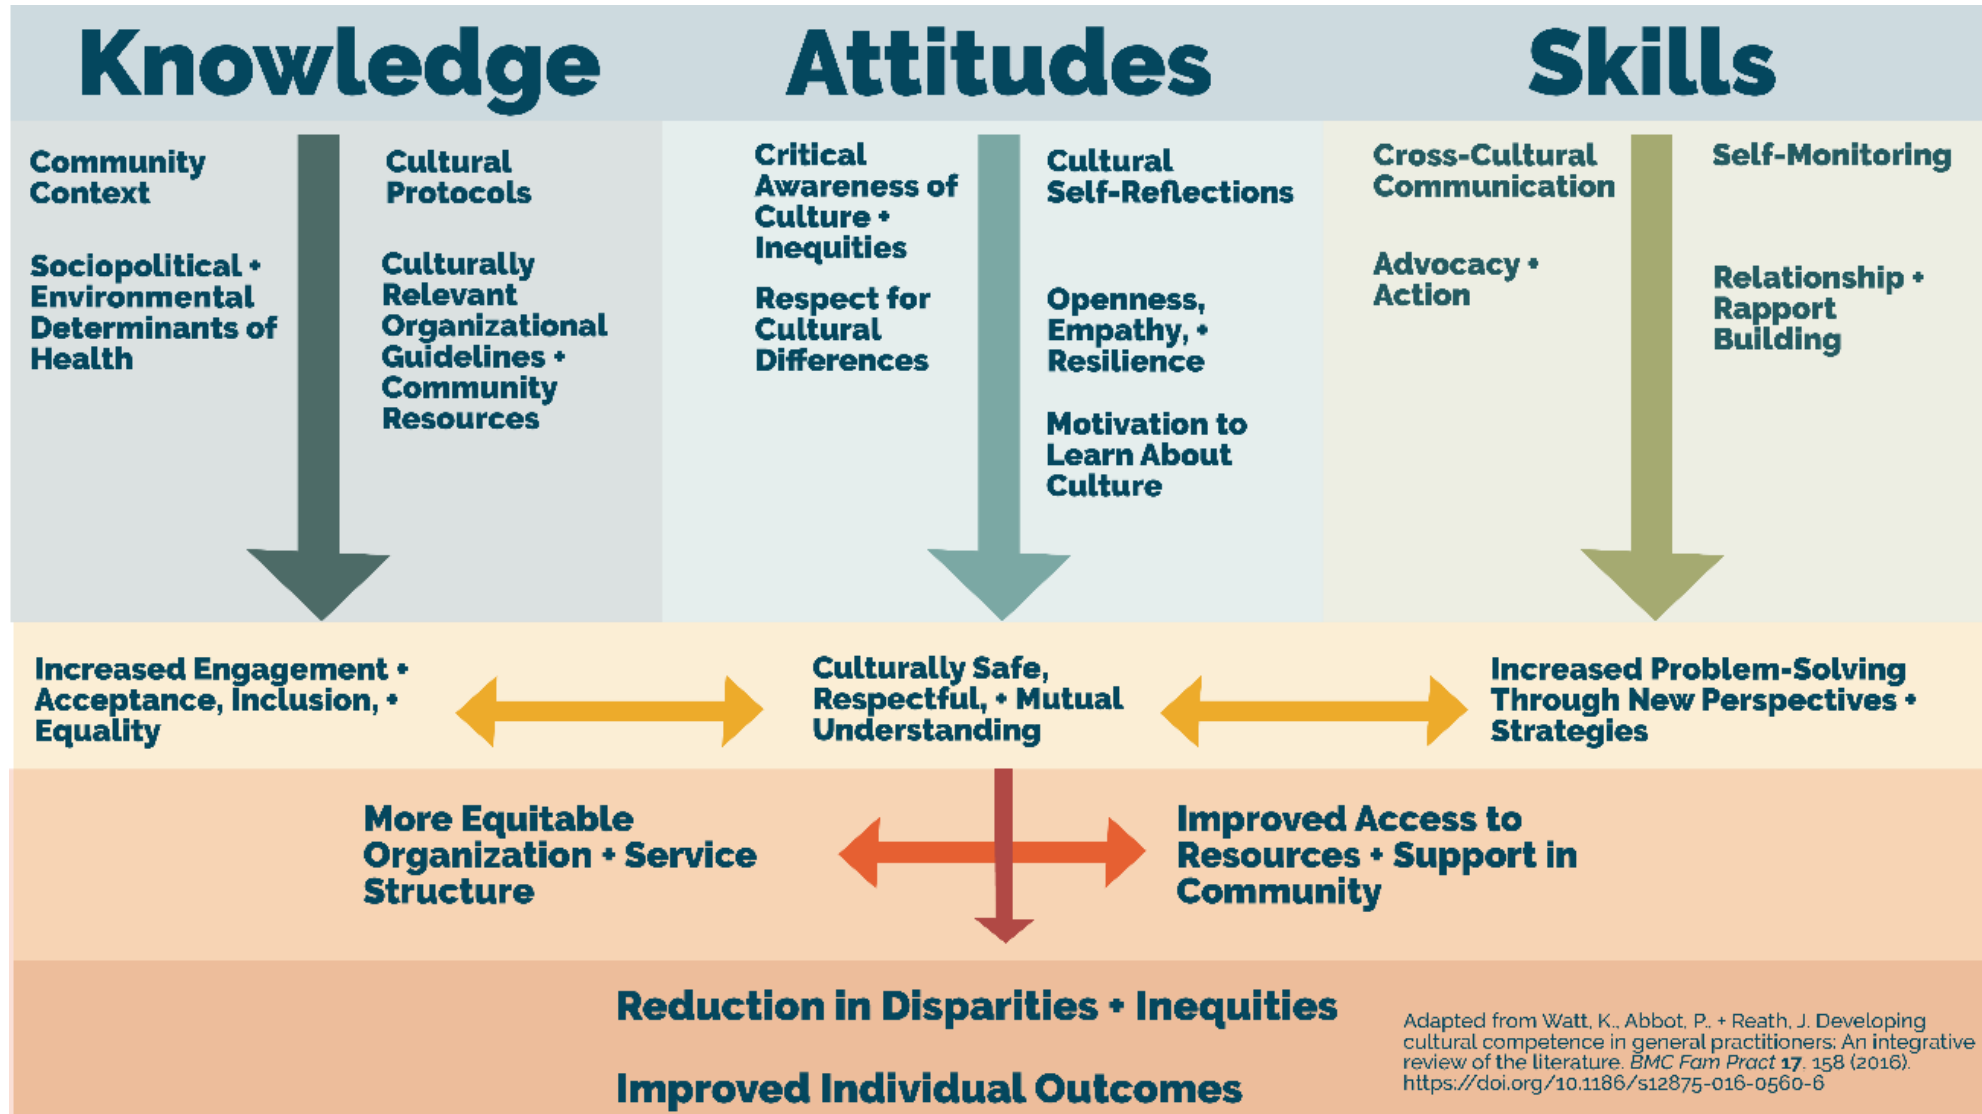 Knowledge
Attitudes
Skills
Community
Context
Sociopolitical +
Environmental
Determinants of
Health
Cultural
Protocols
Culturally
Relevant
Organizational
Guidelines +
Community
Resources
Critical
Awareness of
Culture +
Inequities
Respect for
Cultural
Differences
Cultural
Self-Reflections
Openness,
Empathy, +
Resilience
Motivation to
Learn About
Culture
Cross-Cultural
Communication
Advocacy +
Action
Self-Monitoring
Relationship +
Rapport
Building
Increased Engagement +
Acceptance, Inclusion, +
Equality
Culturally Safe,
Respectful, + Mutual
Understanding
Increased Problem-Solving
Through New Perspectives +
Strategies
More Equitable
Organization + Service
Structure
Improved Access to
Resources + Support in
Community
Reduction in Disparities + Inequities
Improved Individual Outcomes
Adapted from Watt, K., Abbot, P., + Reath, J. Developing
cultural competence in general practitioners: An integrative
review of the literature. BMC Fam Pract 17, 158 (2016).
https://doi.org/10.1186/s12875-016-0560-6